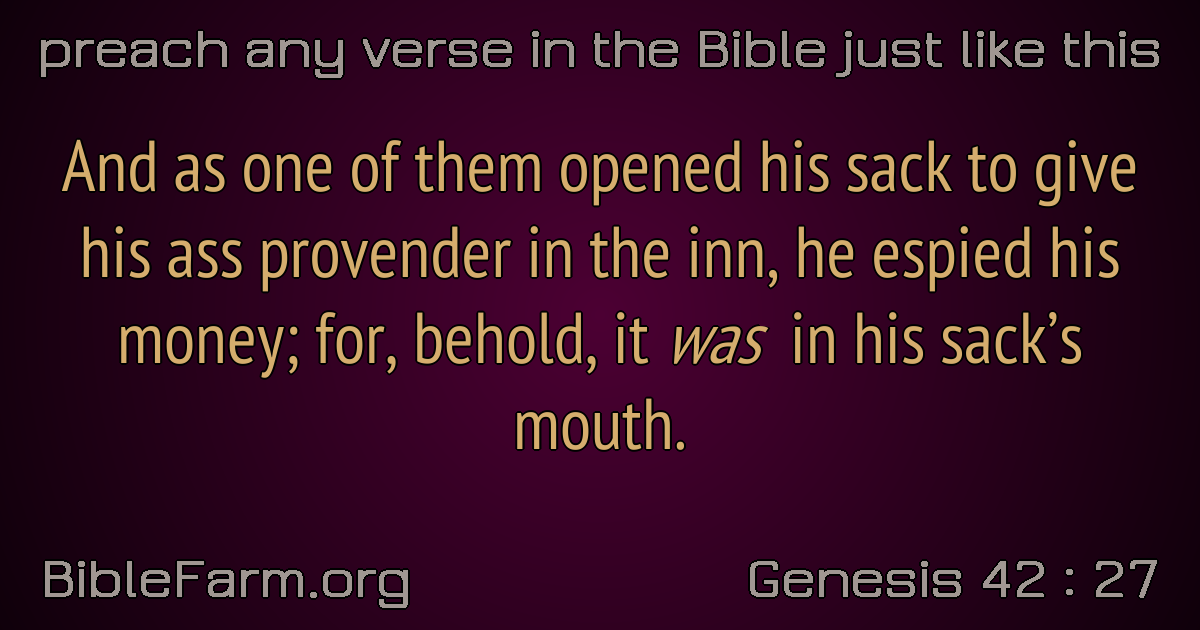 preach any verse in the Bible just like this
And as one of them opened his sack to give
his ass provender in the inn, he espied his
money; for, behold, it was in his sack’s
mouth.
BibleFarm.org
Genesis 42 : 27